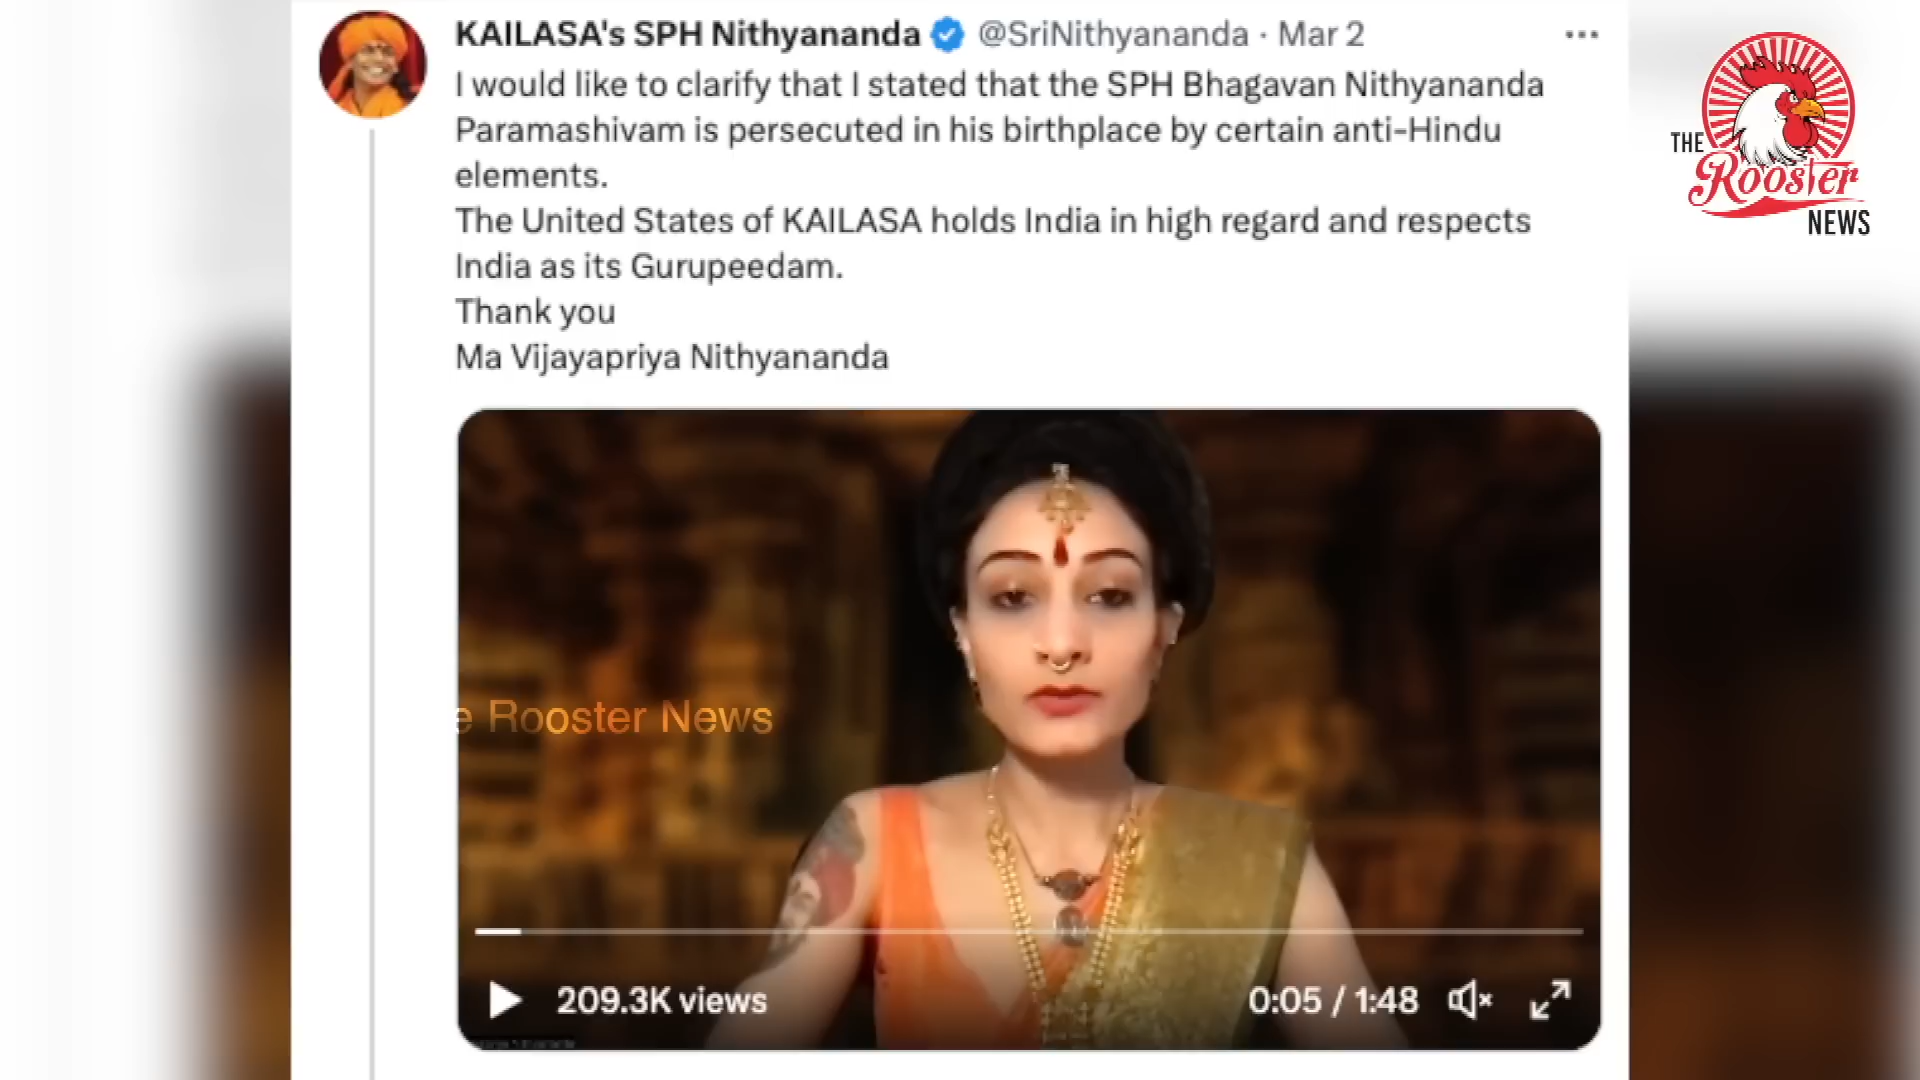 KAILASA's SPH Nithyananda @SriNithyananda · Mar 2
I would like to clarify that I stated that the SPH Bhagavan Nithyananda
Paramashivam is persecuted in his birthplace by certain anti-Hindu
elements.
The United States of KAILASA holds India in high regard and respects
India as its Gurupeedam.
Thank you
Ma Vijayapriya Nithyananda
THE
Rooster
NEWS
e Rooster News
209.3K views
0:05 / 1:48